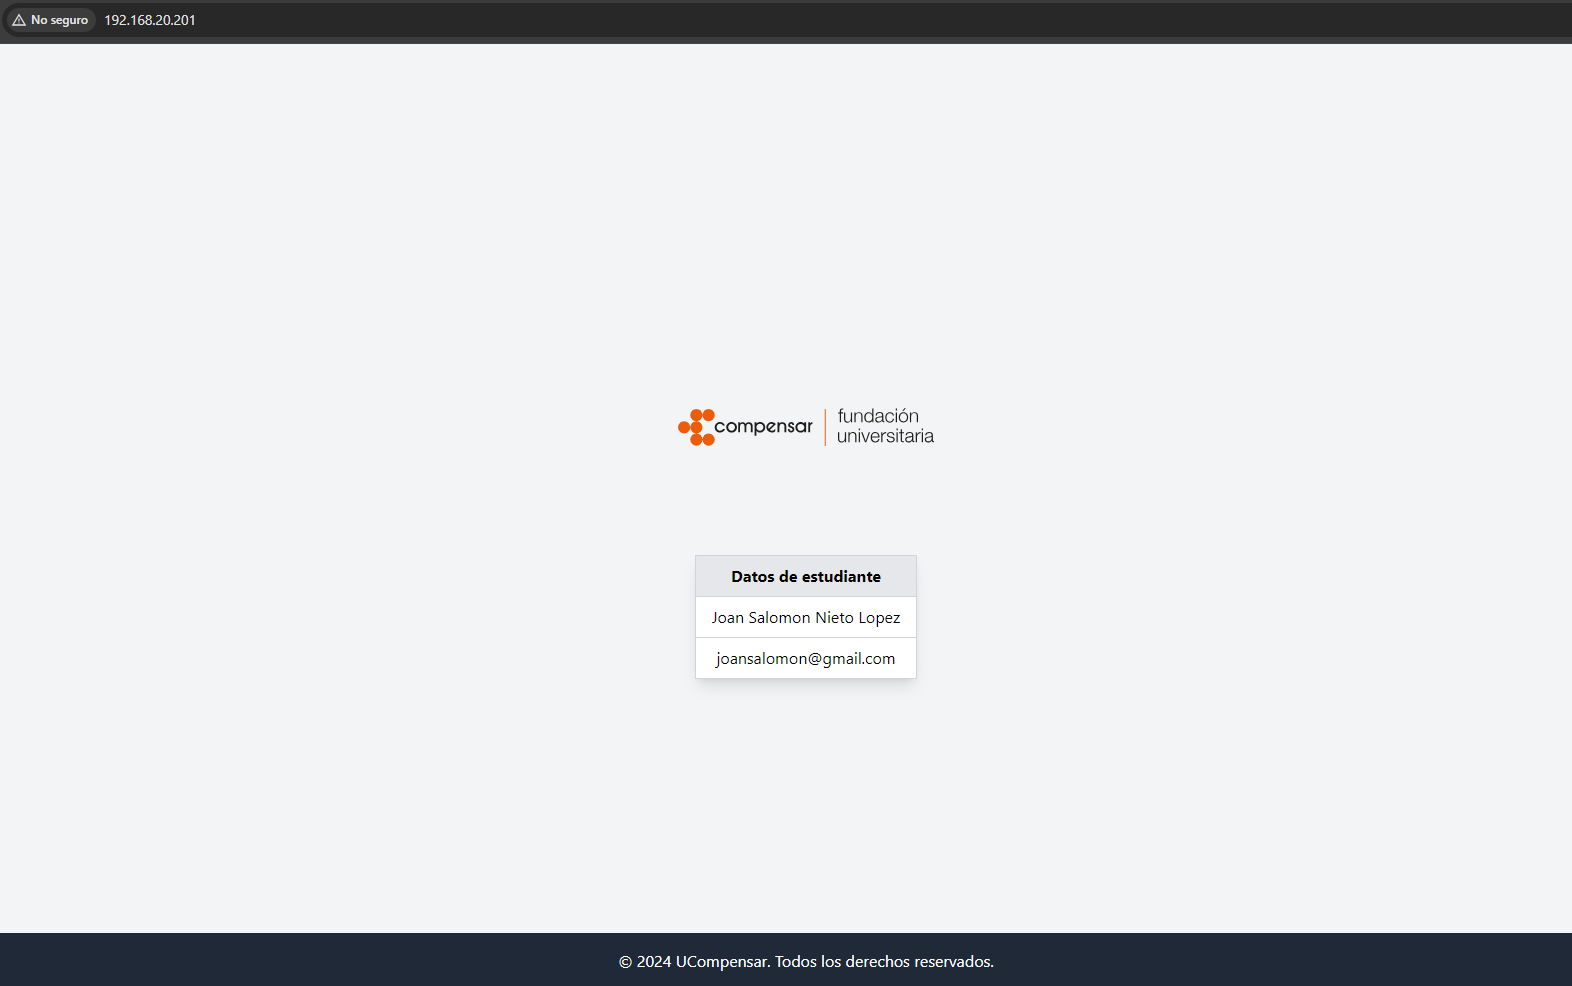 No seguro 192.168.20.201
compensar
fundación
universitaria
Datos de estudiante
Joan Salomon Nieto Lopez
joansalomon@gmail.com
© 2024 UCompensar. Todos los derechos reservados.